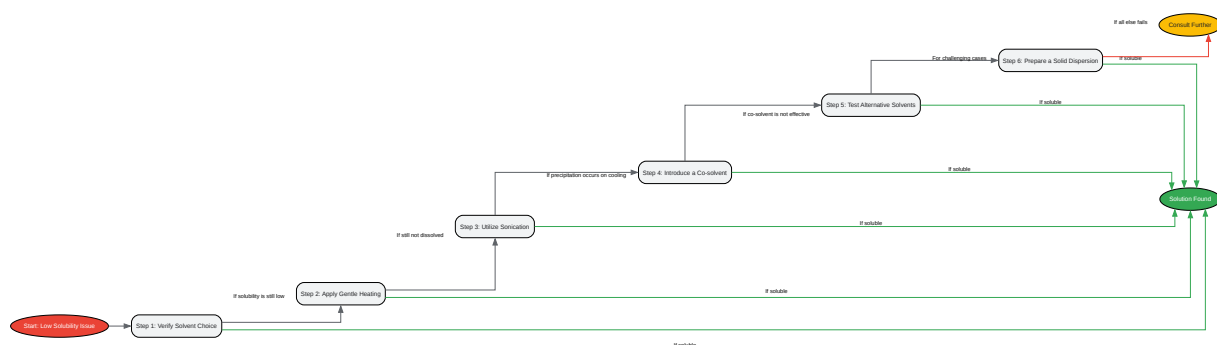 If all else fails
Consult Further
For challenging cases
Step 6: Prepare a Solid Dispersion
If soluble
Step 5: Test Alternative Solvents
If soluble
If co-solvent is not effective
Step 4: Introduce a Co-solvent
If soluble
If precipitation occurs on cooling
Solution Found
Step 3: Utilize Sonication
If soluble
If still not dissolved
Step 2: Apply Gentle Heating
If soluble
If solubility is still low
Start: Low Solubility Issue
Step 1: Verify Solvent Choice
If soluble